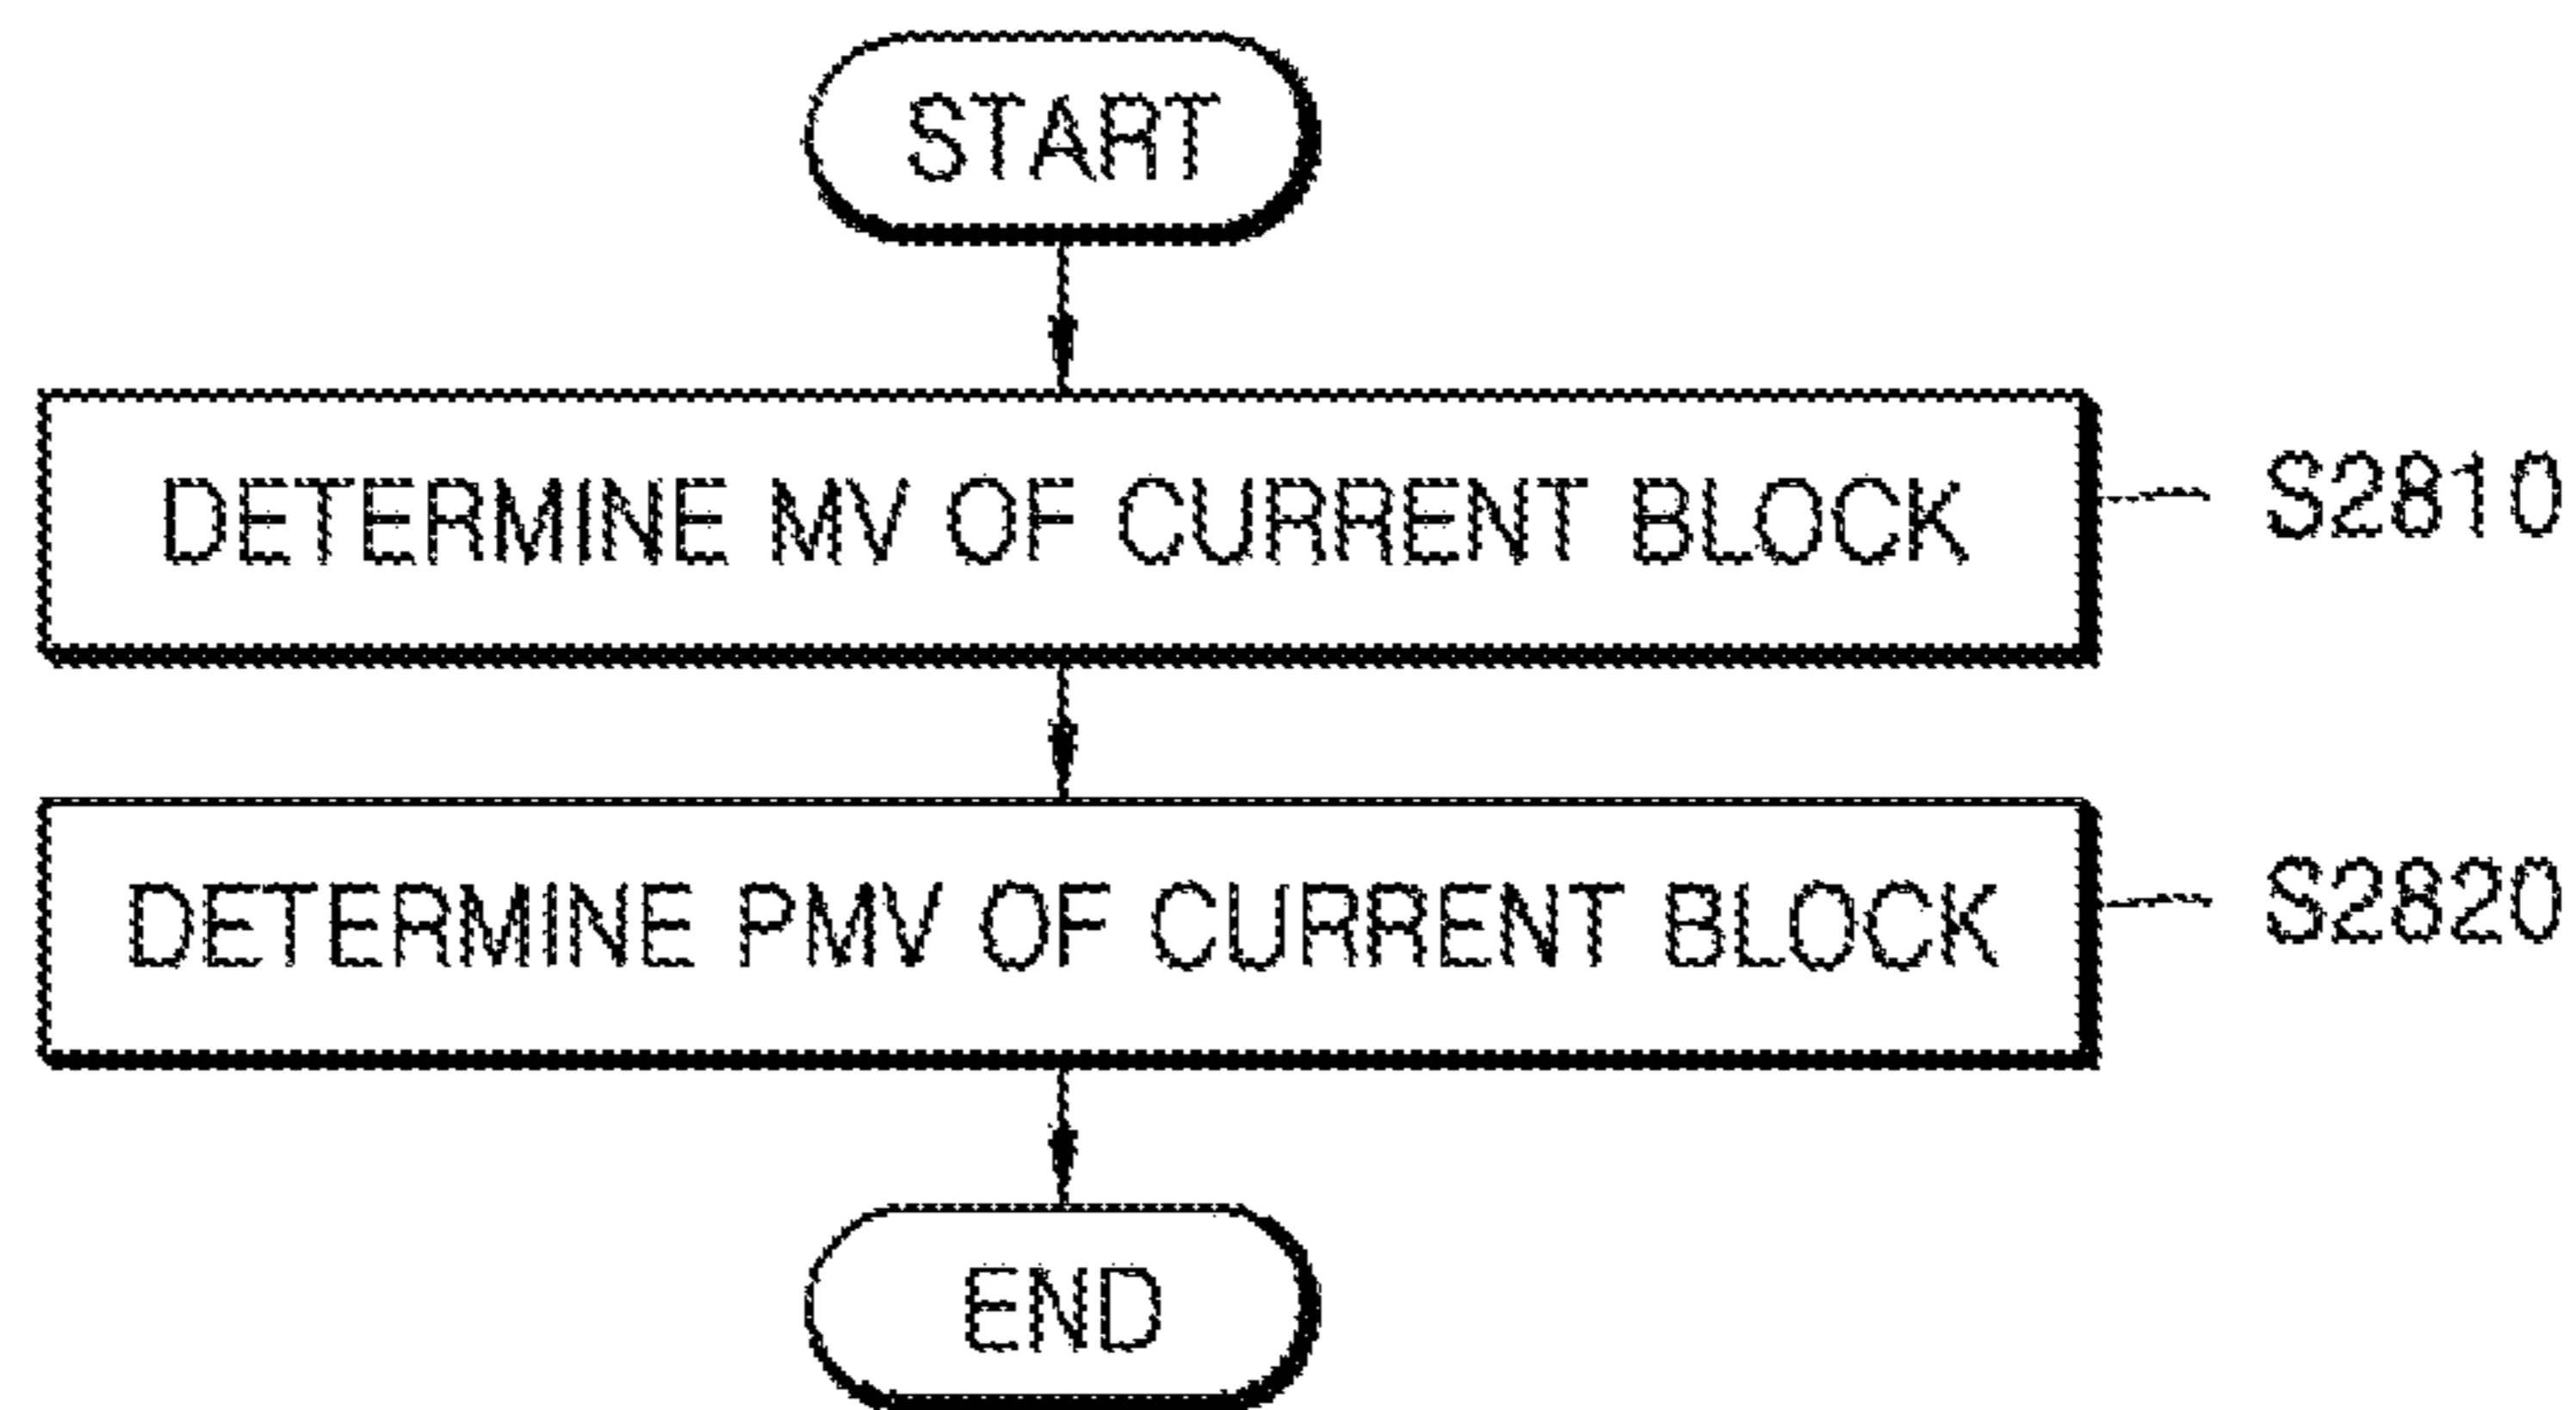 START
DETERMINE MV OF CURRENT BLOCK
S2810
DETERMINE PMV OF CURRENT BLOCK
S2820
END